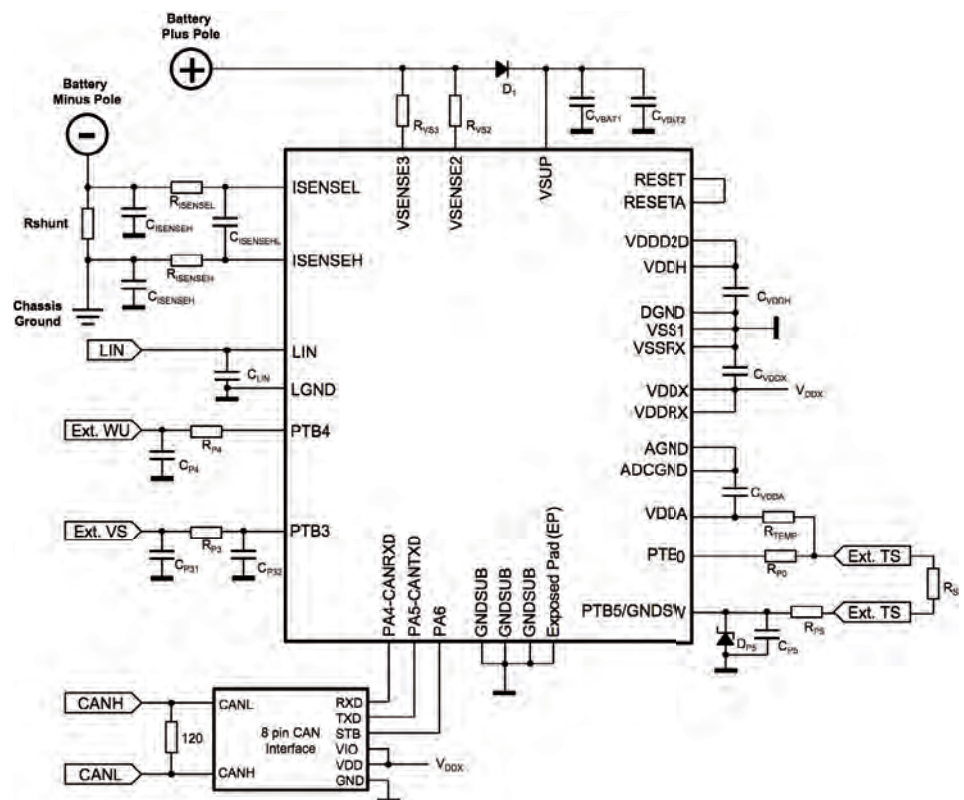 Battery
Plus Pole
+
D1
CVBAT1
CVBAT2
RVS3
RVS2
Battery
Minus Pole
-
VSENSE3
VSENSE2
VSUP
ISENSEL
RISENSEL
CISENSEH
CISENSEHL
Rshunt
ISENSEH
RISENSEH
CISENSEH
Chassis
Ground
RESET
RESETA
VDDD2D
VDDH
CVDDH
DGND
VSS1
VSSRX
CVDDX
VDDX
VDDX
VDDRX
LIN
LIN
CLIN
LGND
Ext. WU
RP4
PTB4
CP4
AGND
ADCGND
CVDDA
VDDA
RTEMP
Ext. VS
RP3
PTB3
CP31
CP32
PTB0
RP0
Ext. TS
PTB5/GNDSW
RP5
Ext. TS
DP5
CP5
PA4-CANRXD
PA5-CANTXD
PA6
GNDSUB
GNDSUB
GNDSUB
Exposed Pad (EP)
CANH
CANL
RXD
TXD
120
8 pin CAN
Interface
STB
VIO
VDD
VDDX
CANL
CANH
GND